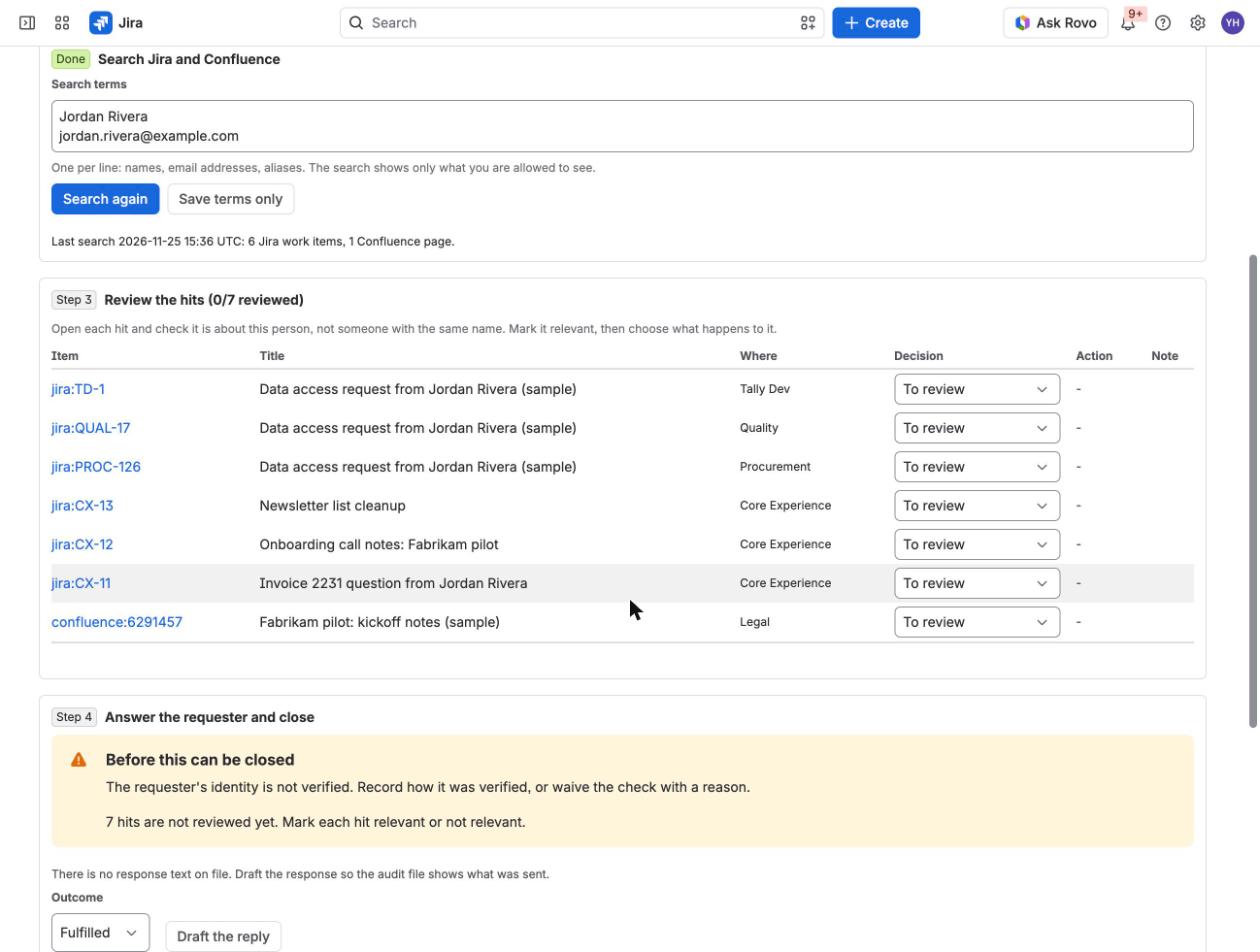 Jira
Search
Create
Ask Rovo
9+
YH
Done Search Jira and Confluence
Search terms
Jordan Rivera
jordan.rivera@example.com
One per line: names, email addresses, aliases. The search shows only what you are allowed to see.
Search again Save terms only
Last search 2026-11-25 15:36 UTC: 6 Jira work items, 1 Confluence page.
Step 3 Review the hits (0/7 reviewed)
Open each hit and check it is about this person, not someone with the same name. Mark it relevant, then choose what happens to it.
Item Title Where Decision Action Note
jira:TD-1 Data access request from Jordan Rivera (sample) Tally Dev To review -
jira:QUAL-17 Data access request from Jordan Rivera (sample) Quality To review -
jira:PROC-126 Data access request from Jordan Rivera (sample) Procurement To review -
jira:CX-13 Newsletter list cleanup Core Experience To review -
jira:CX-12 Onboarding call notes: Fabrikam pilot Core Experience To review -
jira:CX-11 Invoice 2231 question from Jordan Rivera Core Experience To review -
confluence:6291457 Fabrikam pilot: kickoff notes (sample) Legal To review -
Step 4 Answer the requester and close
Before this can be closed
The requester's identity is not verified. Record how it was verified, or waive the check with a reason.
7 hits are not reviewed yet. Mark each hit relevant or not relevant.
There is no response text on file. Draft the response so the audit file shows what was sent.
Outcome
Fulfilled Draft the reply